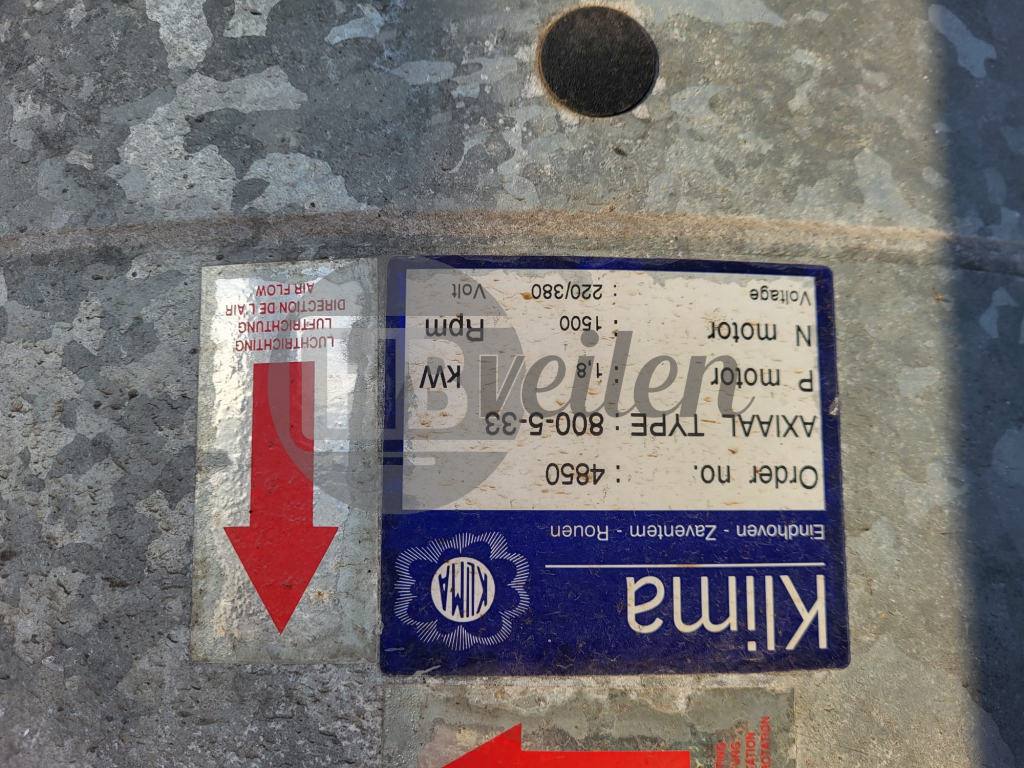 Klima
KLIMA
Eindhoven - Zaventem - Rouen
Order no. : 4850
AXIAAL TYPE : 800-5-33
P motor : 1,8 kW
N motor : 1500 Rpm
Voltage : 220/380 Volt
LUCHTRICHTING
LUFTRICHTUNG
DIRECTION DE L'AIR
AIR FLOW
veilen